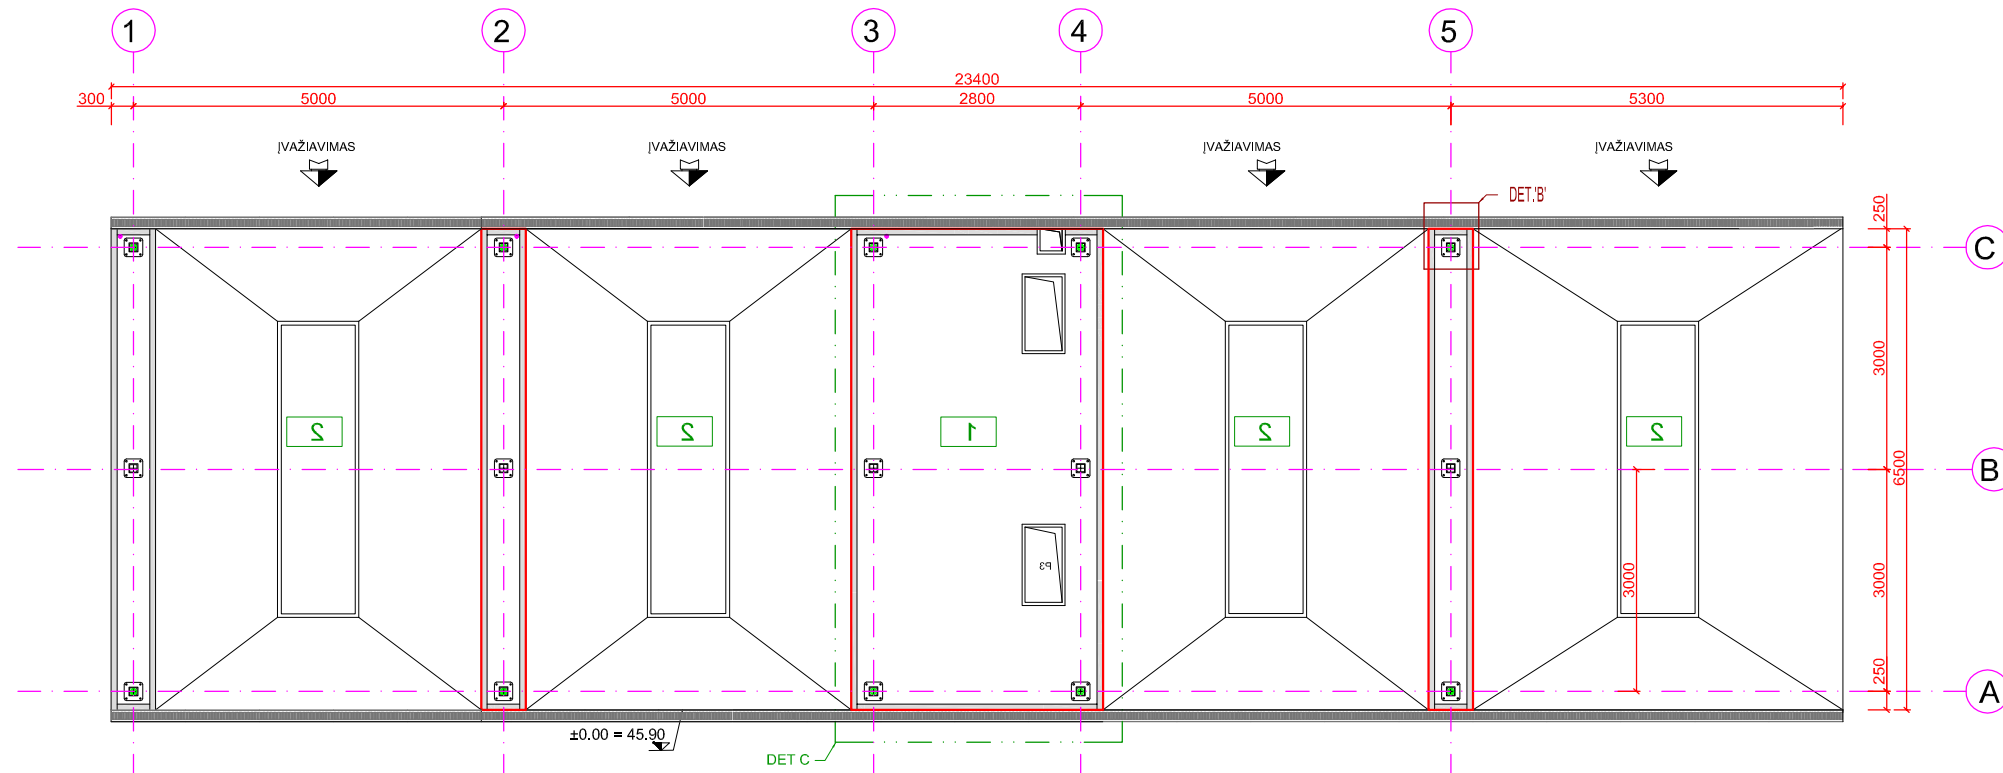 1 2 3 4 5
23400
300 5000 5000 2800 5000 5300
ĮVAŽIAVIMAS ĮVAŽIAVIMAS ĮVAŽIAVIMAS ĮVAŽIAVIMAS
DET.'B'
250
C
3000
2 2 1 2 2
B
6500
P3
3000 3000
250
A
±0.00 = 45.90
DET C